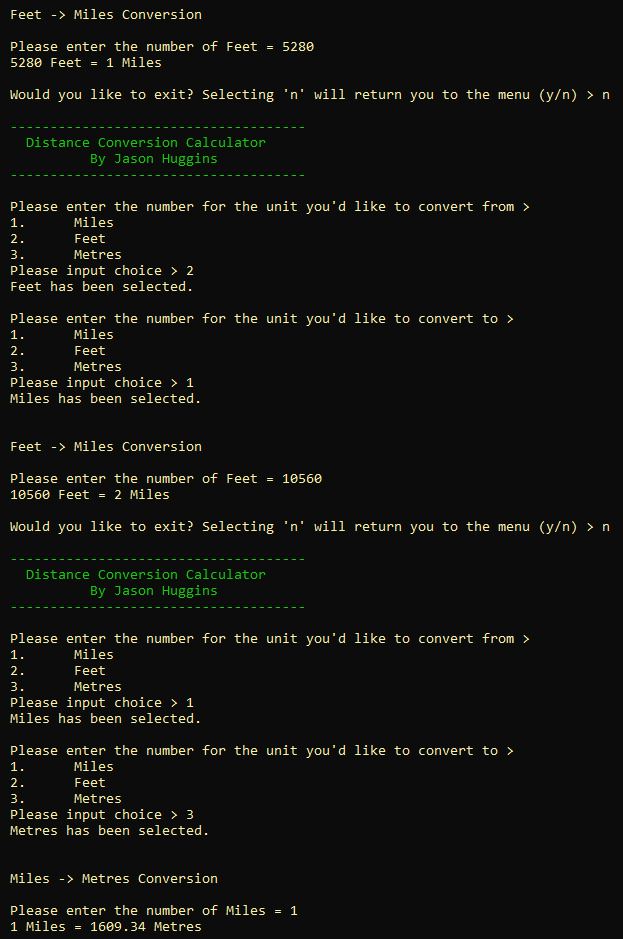 Feet -> Miles Conversion
Please enter the number of Feet = 5280
5280 Feet = 1 Miles
Would you like to exit? Selecting 'n' will return you to the menu (y/n) > n
-------------------------------------
Distance Conversion Calculator
By Jason Huggins
-------------------------------------
Please enter the number for the unit you'd like to convert from >
1.      Miles
2.      Feet
3.      Metres
Please input choice > 2
Feet has been selected.
Please enter the number for the unit you'd like to convert to >
1.      Miles
2.      Feet
3.      Metres
Please input choice > 1
Miles has been selected.
Feet -> Miles Conversion
Please enter the number of Feet = 10560
10560 Feet = 2 Miles
Would you like to exit? Selecting 'n' will return you to the menu (y/n) > n
-------------------------------------
Distance Conversion Calculator
By Jason Huggins
-------------------------------------
Please enter the number for the unit you'd like to convert from >
1.      Miles
2.      Feet
3.      Metres
Please input choice > 1
Miles has been selected.
Please enter the number for the unit you'd like to convert to >
1.      Miles
2.      Feet
3.      Metres
Please input choice > 3
Metres has been selected.
Miles -> Metres Conversion
Please enter the number of Miles = 1
1 Miles = 1609.34 Metres